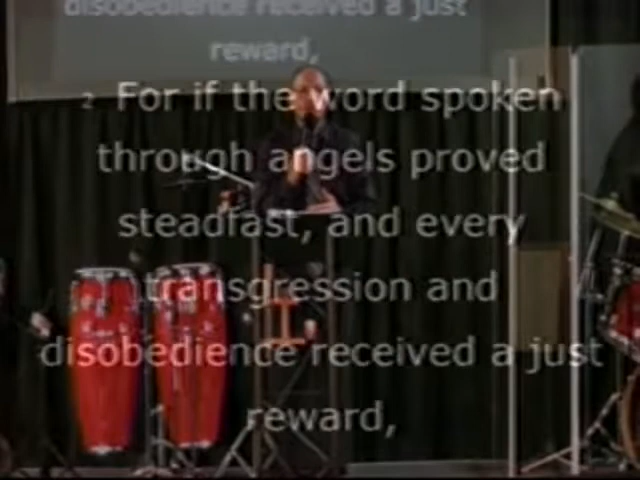 disobedience received a just
reward,
2 For if the word spoken
through angels proved
steadfast, and every
transgression and
disobedience received a just
reward,